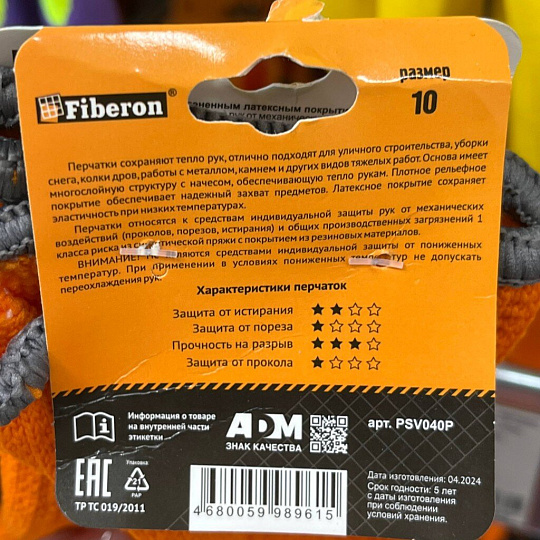 Fiberon®
размер
10
ненным латексным покрыти
рук от механичес
Перчатки сохраняют тепло рук, отлично подходят для уличного строительства, уборки
снега, колки дров, работы с металлом, камнем и других видов тяжелых работ. Основа имеет
многослойную структуру с начесом, обеспечивающую тепло рукам. Плотное рельефное
покрытие обеспечивает надежный захват предметов. Латексное покрытие сохраняет
эластичность при низких температурах.
Перчатки относятся к средствам индивидуальной защиты рук от механических
воздействий (проколов, порезов, истирания) и общих производственных загрязнений 1
класса риска из синтетической пряжи с покрытием из резиновых материалов.
ВНИМАНИЕ! являются средствами индивидуальной защиты от пониженных
температур. При применении в условиях пониженных температур не допускать
переохлаждения рук.
Характеристики перчаток
Защита от истирания ★★☆☆
Защита от пореза ★☆☆☆
Прочность на разрыв ★★★☆
Защита от прокола ★☆☆☆
Информация о товаре
на внутренней части
этикетки
ADM
ЗНАК КАЧЕСТВА
арт. PSV040P
EAC
ТР ТС 019/2011
Упаковка
21
PAP
4 680059 989615
Дата изготовления: 04.2024
Срок годности: 5 лет
с даты изготовления
при соблюдении
условий хранения.